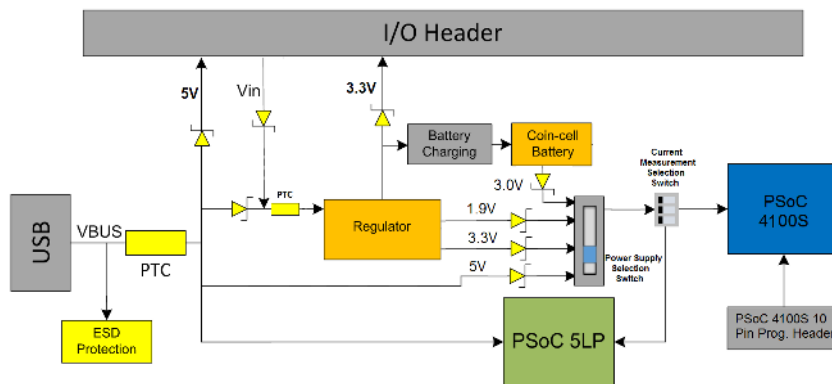 I/O Header
5V
Vin
3.3V
Battery
Charging
Coin-cell
Battery
Current
Measurement
Selection
Switch
3.0V
PTC
PSoC
4100S
USB
VBUS
PTC
Regulator
1.9V
3.3V
5V
Power Supply
Selection
Switch
ESD
Protection
PSoC 5LP
PSoC 4100S 10
Pin Prog. Header